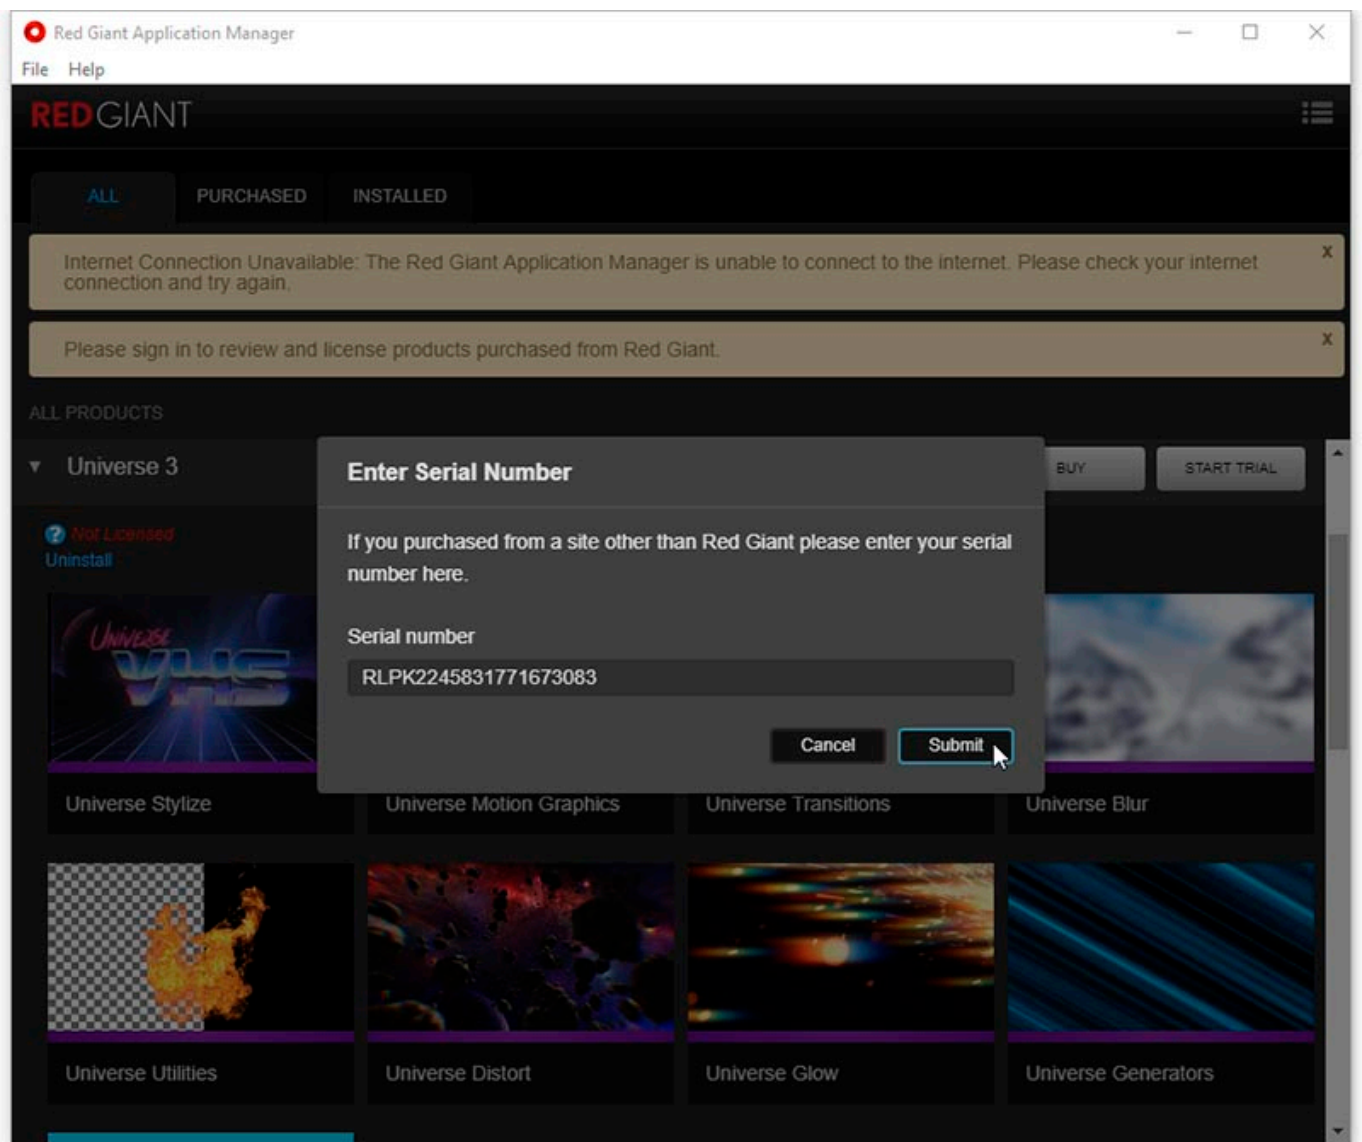 Red Giant Application Manager
File Help
REDGIANT
ALL PURCHASED INSTALLED
Internet Connection Unavailable: The Red Giant Application Manager is unable to connect to the internet. Please check your internet
connection and try again.
X
Please sign in to review and license products purchased from Red Giant.
X
ALL PRODUCTS
Universe 3
BUY
START TRIAL
Not Licensed
Uninstall
Enter Serial Number
If you purchased from a site other than Red Giant please enter your serial
number here.
Serial number
RLPK2245831771673083
Cancel
Submit
UNIVERSE
VHS
Universe Stylize
Universe Motion Graphics
Universe Transitions
Universe Blur
Universe Utilities
Universe Distort
Universe Glow
Universe Generators